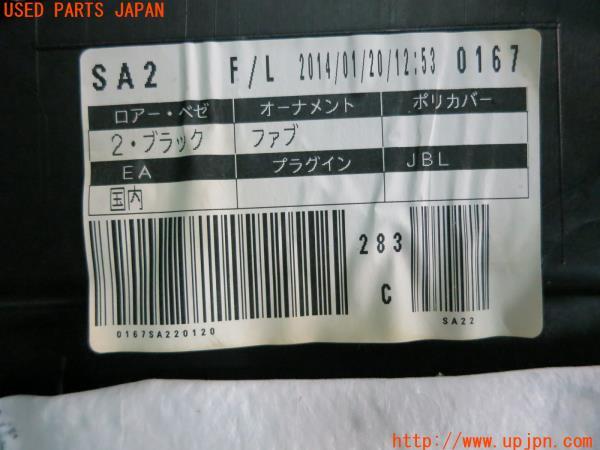 USED PARTS JAPAN
SA2 F/L 2014/01/20/12:53 0167
ロアー・ベゼ オーナメント ポリカバー
2・ブラック ファブ
EA プラグイン JBL
国内
283
C
0167SA220120
SA22
http://www.upjpn.com/